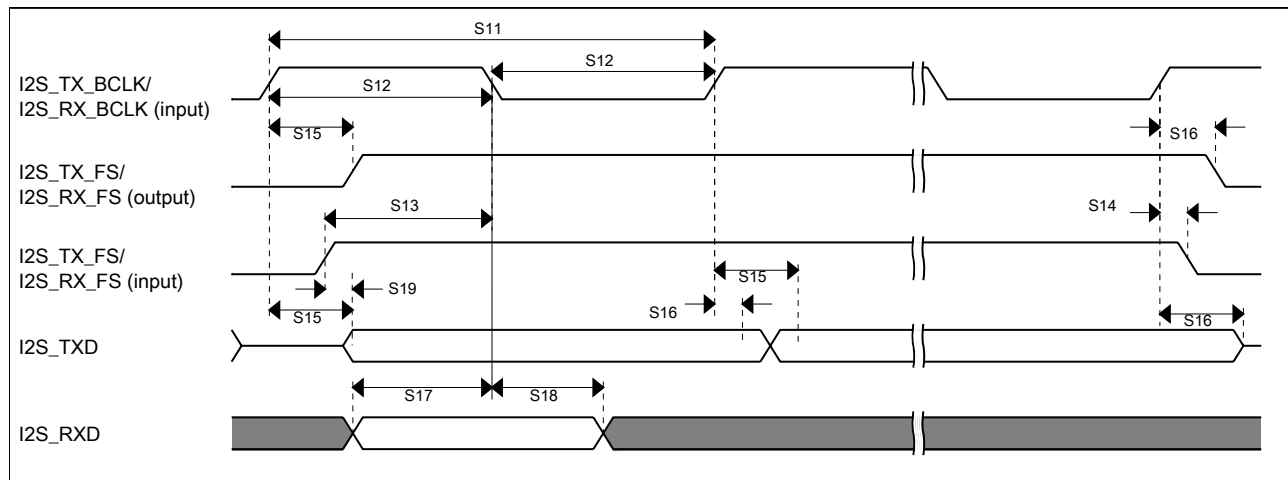 S11
S12
I2S_TX_BCLK/
I2S_RX_BCLK (input)
S12
S15
S16
I2S_TX_FS/
I2S_RX_FS (output)
S13
S14
I2S_TX_FS/
I2S_RX_FS (input)
S15
S19
S16
S15
S16
I2S_TXD
S17
S18
I2S_RXD